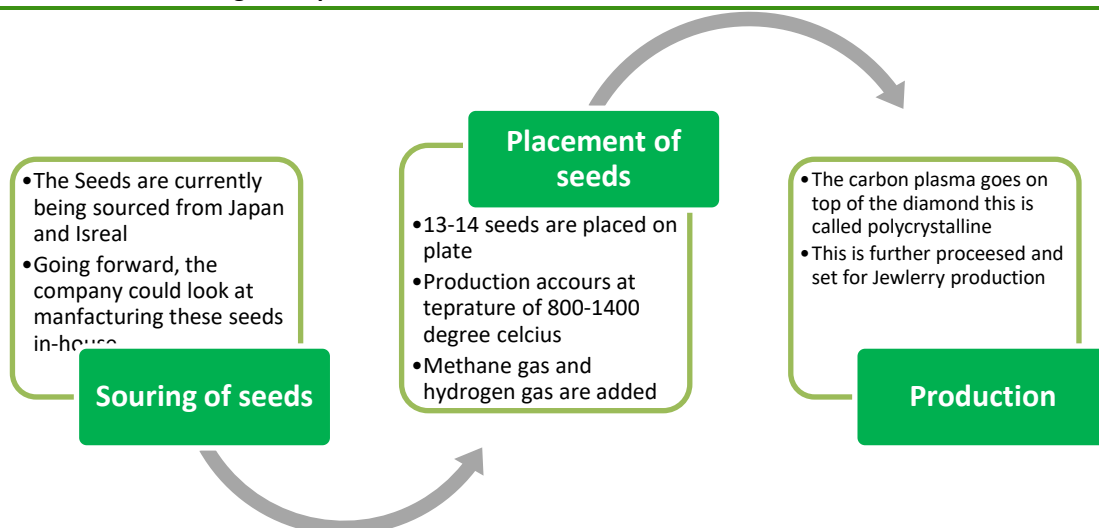 •The Seeds are currently
being sourced from Japan
and Isreal
•Going forward, the
company could look at
manfacturing these seeds
in-house
Souring of seeds
Placement of
seeds
•13-14 seeds are placed on
plate
•Production accours at
teprature of 800-1400
degree celcius
•Methane gas and
hydrogen gas are added
•The carbon plasma goes on
top of the diamond this is
called polycrystalline
•This is further proceesed and
set for Jewlerry production
Production